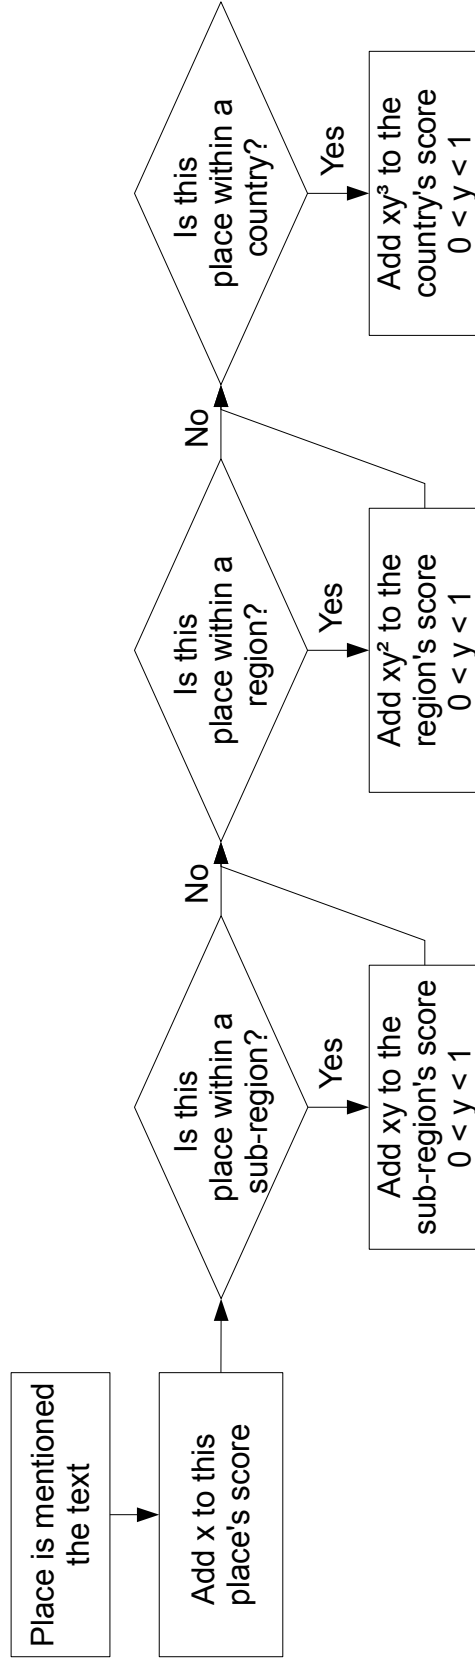 Place is mentioned
the text
Add x to this
place's score
Is this
place within a
sub-region?
Yes
No
Add xy to the
sub-region's score
0 < y < 1
Is this
place within a
region?
Yes
No
Add xy² to the
region's score
0 < y < 1
Is this
place within a
country?
Yes
Add xy³ to the
country's score
0 < y < 1